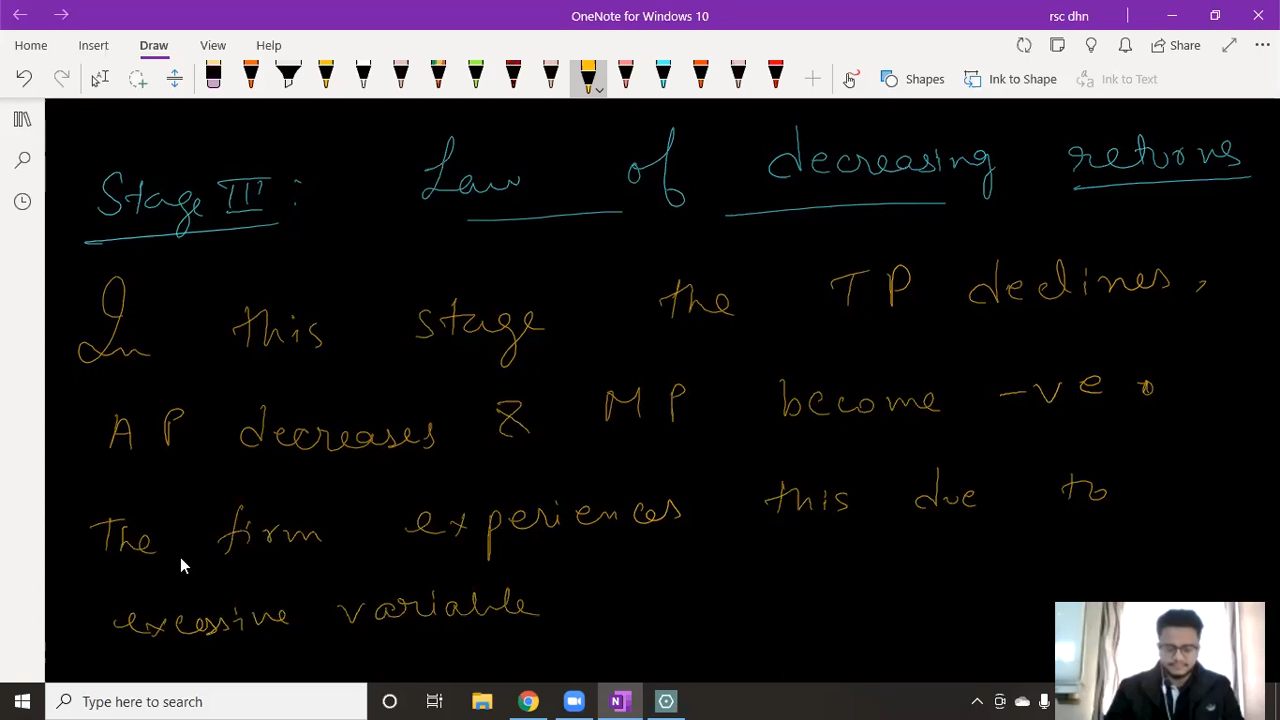 OneNote for Windows 10
rsc dhn
Home Insert Draw View Help
Share
Shapes
Ink to Shape
Ink to Text
Stage III : Law of decreasing returns
In this stage the TP declines,
AP decreases & MP become -ve.
The firm experiences this due to
excessive variable
Type here to search